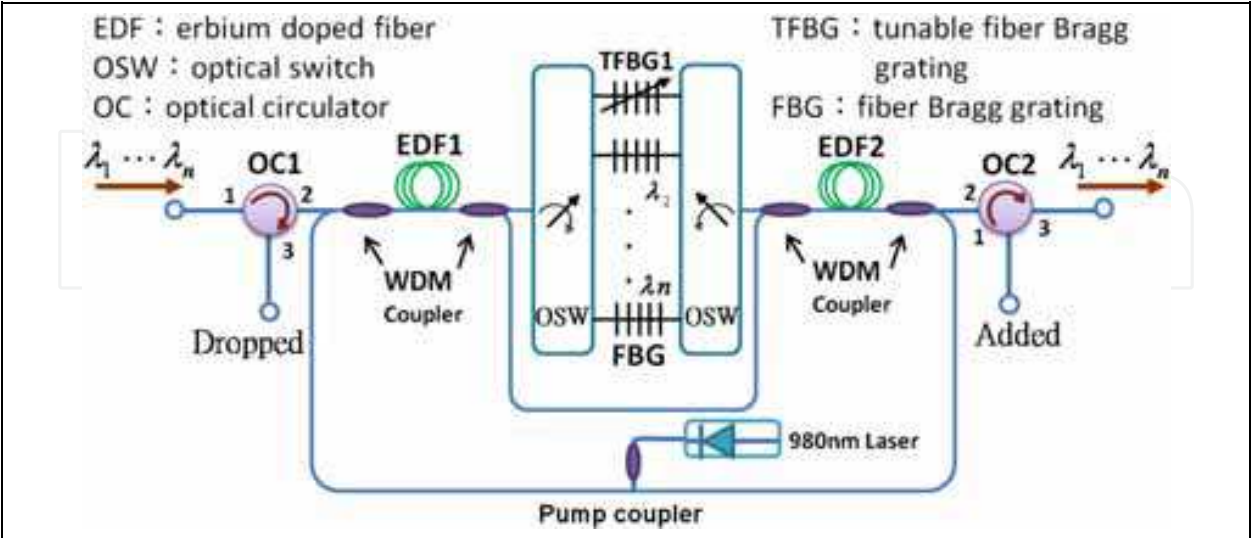 EDF：erbium doped fiber
OSW：optical switch
OC：optical circulator
TFBG：tunable fiber Bragg
grating
FBG：fiber Bragg grating
TFBG1
λ₁ ⋯ λₙ
OC1
EDF1
EDF2
OC2
λ₁ ⋯ λₙ
1
2
3
2
1
3
λ₂
λn
WDM
Coupler
WDM
Coupler
OSW
OSW
FBG
Dropped
Added
980nm Laser
Pump coupler